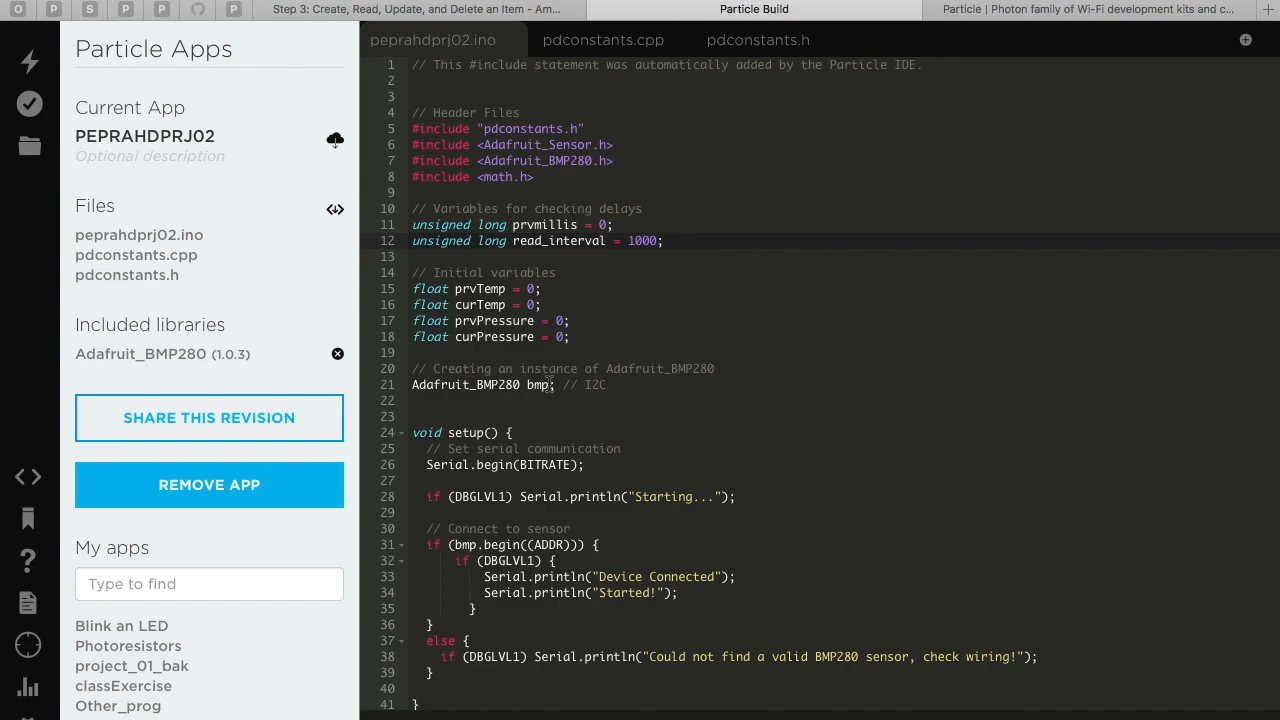 O P S P P P Step 3: Create, Read, Update, and Delete an Item - Am... Particle Build Particle | Photon family of Wi-Fi development kits and c...
Particle Apps
Current App
PEPRAHDPRJ02
Optional description
Files
peprahdprj02.ino
pdconstants.cpp
pdconstants.h
Included libraries
Adafruit_BMP280 (1.0.3)
SHARE THIS REVISION
REMOVE APP
My apps
Type to find
Blink an LED
Photoresistors
project_01_bak
classExercise
Other_prog
peprahdprj02.ino pdconstants.cpp pdconstants.h
1 // This #include statement was automatically added by the Particle IDE.
2
3
4 // Header Files
5 #include "pdconstants.h"
6 #include <Adafruit_Sensor.h>
7 #include <Adafruit_BMP280.h>
8 #include <math.h>
9
10 // Variables for checking delays
11 unsigned long prvmillis = 0;
12 unsigned long read_interval = 1000;
13
14 // Initial variables
15 float prvTemp = 0;
16 float curTemp = 0;
17 float prvPressure = 0;
18 float curPressure = 0;
19
20 // Creating an instance of Adafruit_BMP280
21 Adafruit_BMP280 bmp; // I2C
22
23
24 void setup() {
25 // Set serial communication
26 Serial.begin(BITRATE);
27
28 if (DBGLVL1) Serial.println("Starting...");
29
30 // Connect to sensor
31 if (bmp.begin((ADDR))) {
32 if (DBGLVL1) {
33 Serial.println("Device Connected");
34 Serial.println("Started!");
35 }
36 }
37 else {
38 if (DBGLVL1) Serial.println("Could not find a valid BMP280 sensor, check wiring!");
39 }
40
41 }